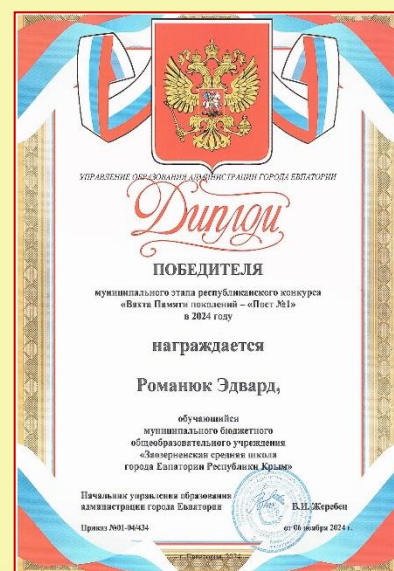 УПРАВЛЕНИЕ ОБРАЗОВАНИЯ АДМИНИСТРАЦИИ ГОРОДА ЕВПАТОРИИ
Диплом
ПОБЕДИТЕЛЯ
муниципального этапа республиканского конкурса
«Вахта Памяти поколений – «Пост №1»
в 2024 году
награждается
Романюк Эдвард,
обучающийся
муниципального бюджетного
общеобразовательного учреждения
«Заозерненская средняя школа
города Евпатории Республики Крым»
Начальник управления образования
администрации города Евпатории В.И. Жеребец
Приказ №01-04/434 от 06 ноября 2024 г.
г. Евпатория, 2024